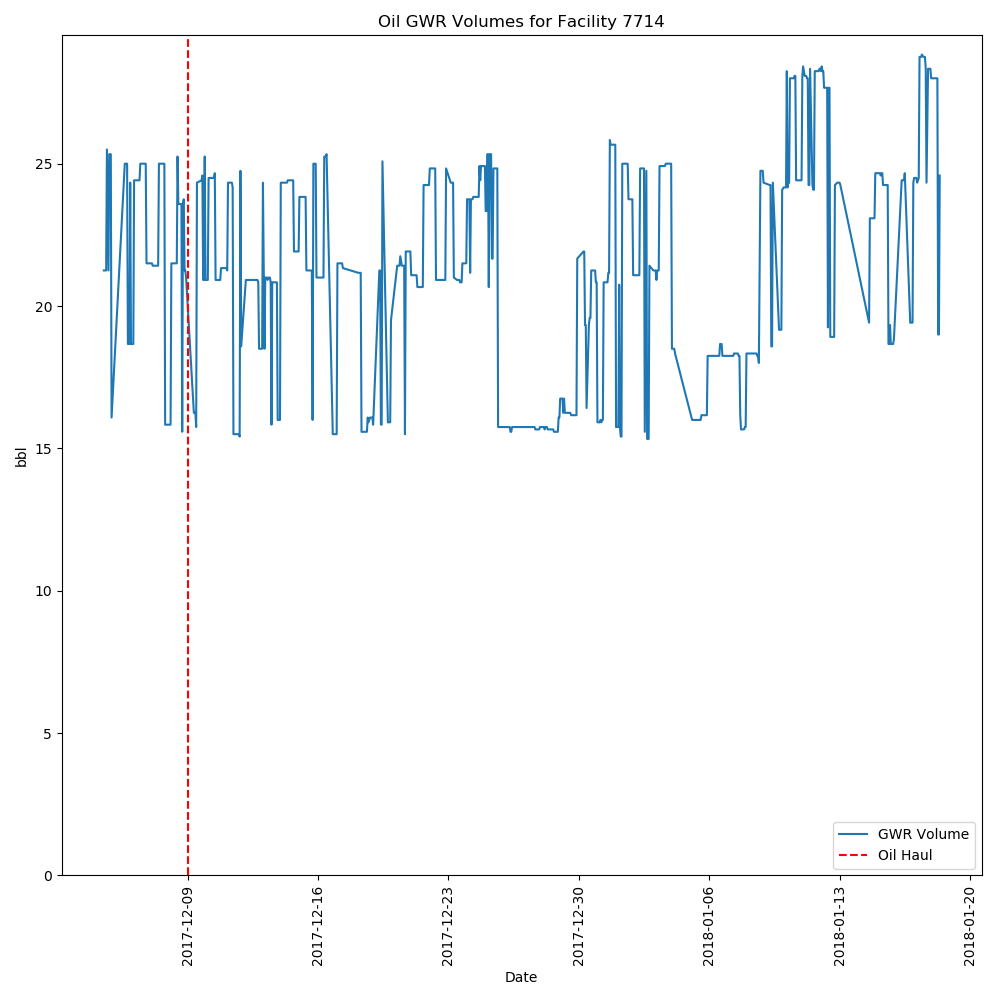 Oil GWR Volumes for Facility 7714
bbl
25
20
15
10
5
0
GWR Volume
Oil Haul
2017-12-09
2017-12-16
2017-12-23
2017-12-30
2018-01-06
2018-01-13
2018-01-20
Date